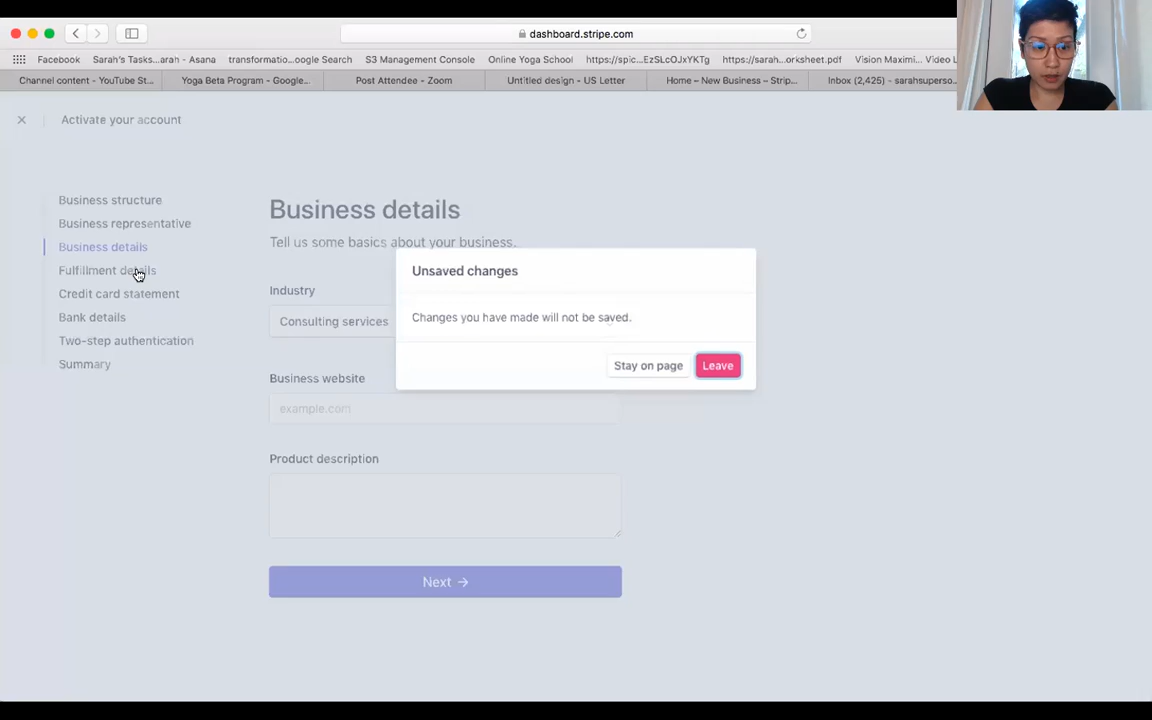 dashboard.stripe.com
Facebook
Sarah's Tasks...arah - Asana
transformatio...oogle Search
S3 Management Console
Online Yoga School
https://spic...EzSLcOJxYKTg
https://sarah...orksheet.pdf
Vision Maximi... Video L
Channel content - YouTube St...
Yoga Beta Program - Google...
Post Attendee - Zoom
Untitled design - US Letter
Home – New Business – Strip...
Inbox (2,425) - sarahsuperso...
Activate your account
Business structure
Business representative
Business details
Fulfillment details
Credit card statement
Bank details
Two-step authentication
Summary
Business details
Tell us some basics about your business.
Industry
Consulting services
Business website
example.com
Product description
Next →
Unsaved changes
Changes you have made will not be saved.
Stay on page
Leave